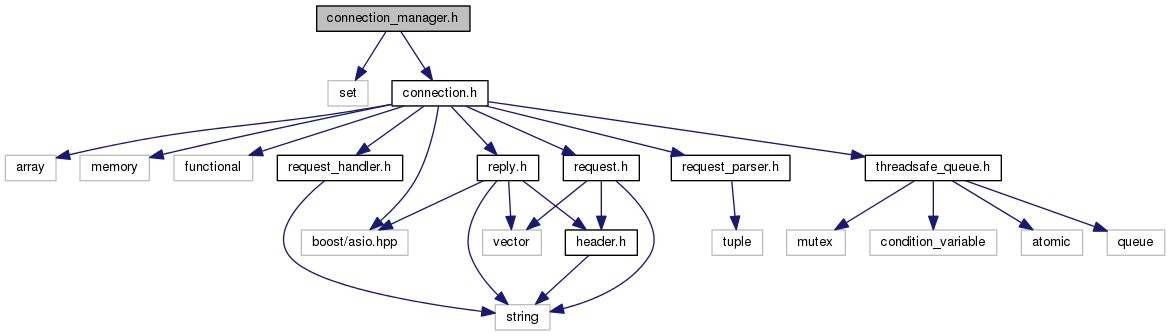 connection_manager.h
set
connection.h
array
memory
functional
request_handler.h
reply.h
request.h
request_parser.h
threadsafe_queue.h
boost/asio.hpp
vector
header.h
tuple
mutex
condition_variable
atomic
queue
string